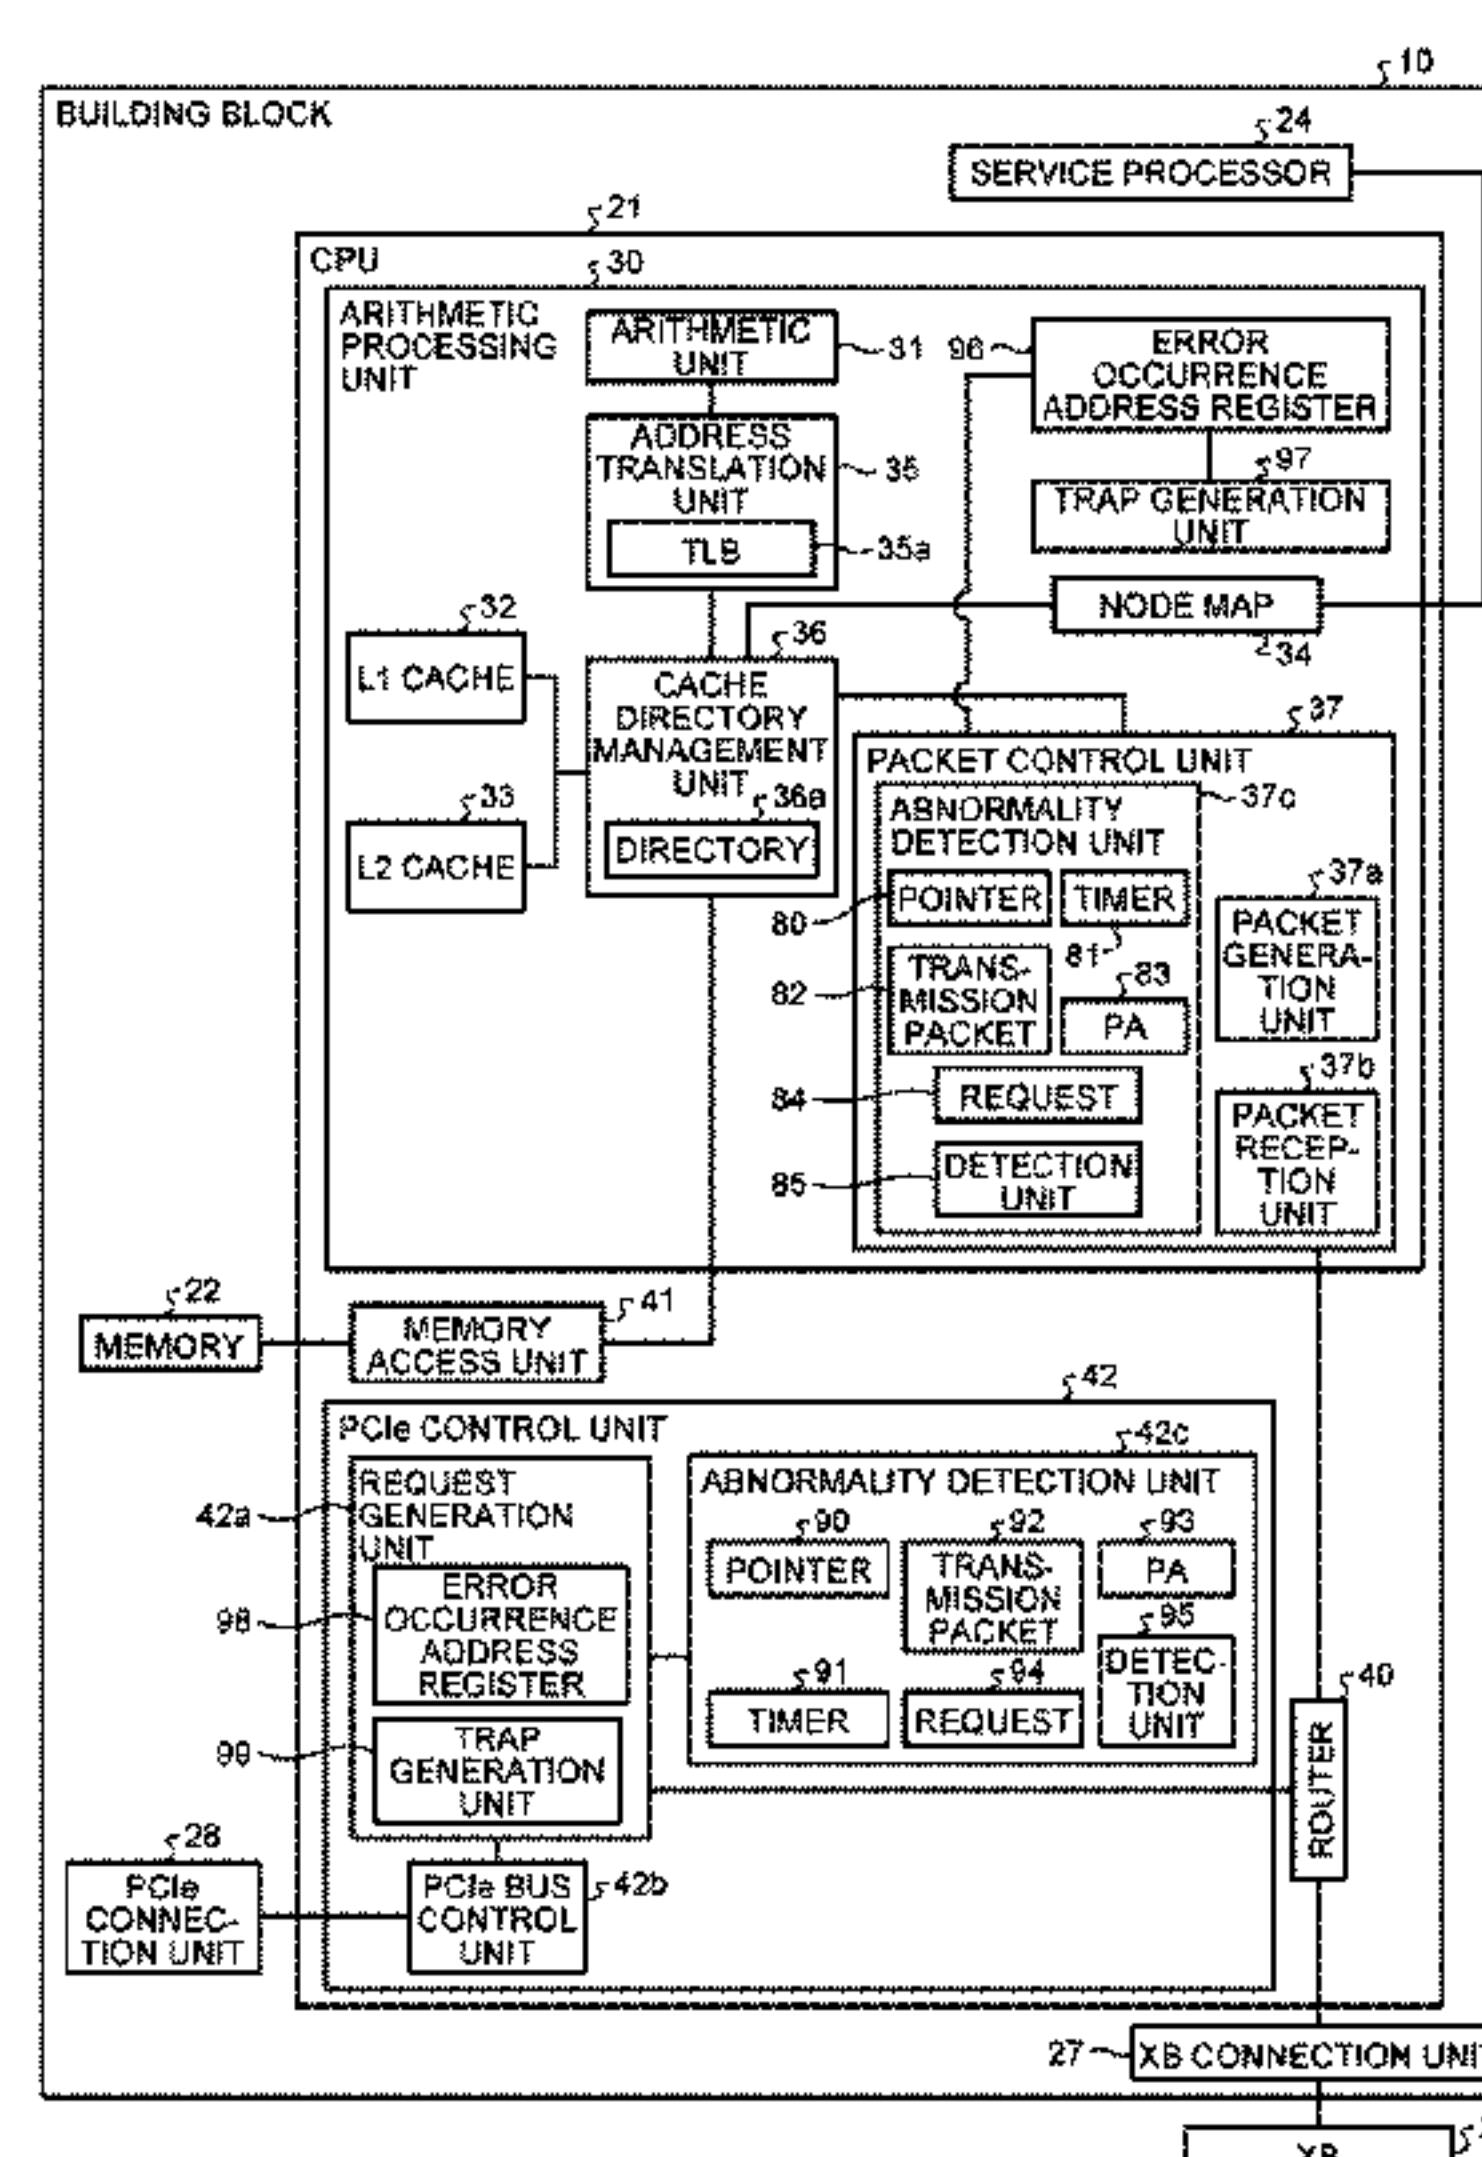 10
BUILDING BLOCK
24
SERVICE PROCESSOR
21
CPU
30
ARITHMETIC
PROCESSING
UNIT
ARITHMETIC
UNIT
31
96
ERROR
OCCURRENCE
ADDRESS REGISTER
ADDRESS
TRANSLATION
UNIT
35
TLB
35a
97
TRAP GENERATION
UNIT
NODE MAP
34
32
L1 CACHE
36
CACHE
DIRECTORY
MANAGEMENT
UNIT
36a
DIRECTORY
33
L2 CACHE
37
PACKET CONTROL UNIT
37c
ABNORMALITY
DETECTION UNIT
80
POINTER
TIMER
81
82
TRANS-
MISSION
PACKET
83
PA
84
REQUEST
85
DETECTION
UNIT
37a
PACKET
GENERA-
TION
UNIT
37b
PACKET
RECEP-
TION
UNIT
22
MEMORY
41
MEMORY
ACCESS UNIT
42
PCIe CONTROL UNIT
42a
REQUEST
GENERATION
UNIT
98
ERROR
OCCURRENCE
ADDRESS
REGISTER
99
TRAP
GENERATION
UNIT
42c
ABNORMALITY DETECTION UNIT
90
POINTER
92
TRANS-
MISSION
PACKET
93
PA
91
TIMER
94
REQUEST
95
DETEC-
TION
UNIT
40
ROUTER
28
PCIe
CONNEC-
TION UNIT
PCIe BUS
CONTROL
UNIT
42b
27
XB CONNECTION UNIT
XB